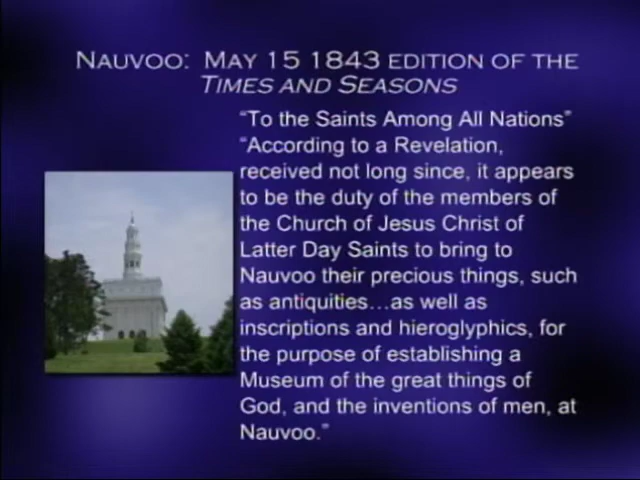 NAUVOO: MAY 15 1843 EDITION OF THE
TIMES AND SEASONS
“To the Saints Among All Nations”
“According to a Revelation,
received not long since, it appears
to be the duty of the members of
the Church of Jesus Christ of
Latter Day Saints to bring to
Nauvoo their precious things, such
as antiquities…as well as
inscriptions and hieroglyphics, for
the purpose of establishing a
Museum of the great things of
God, and the inventions of men, at
Nauvoo.”